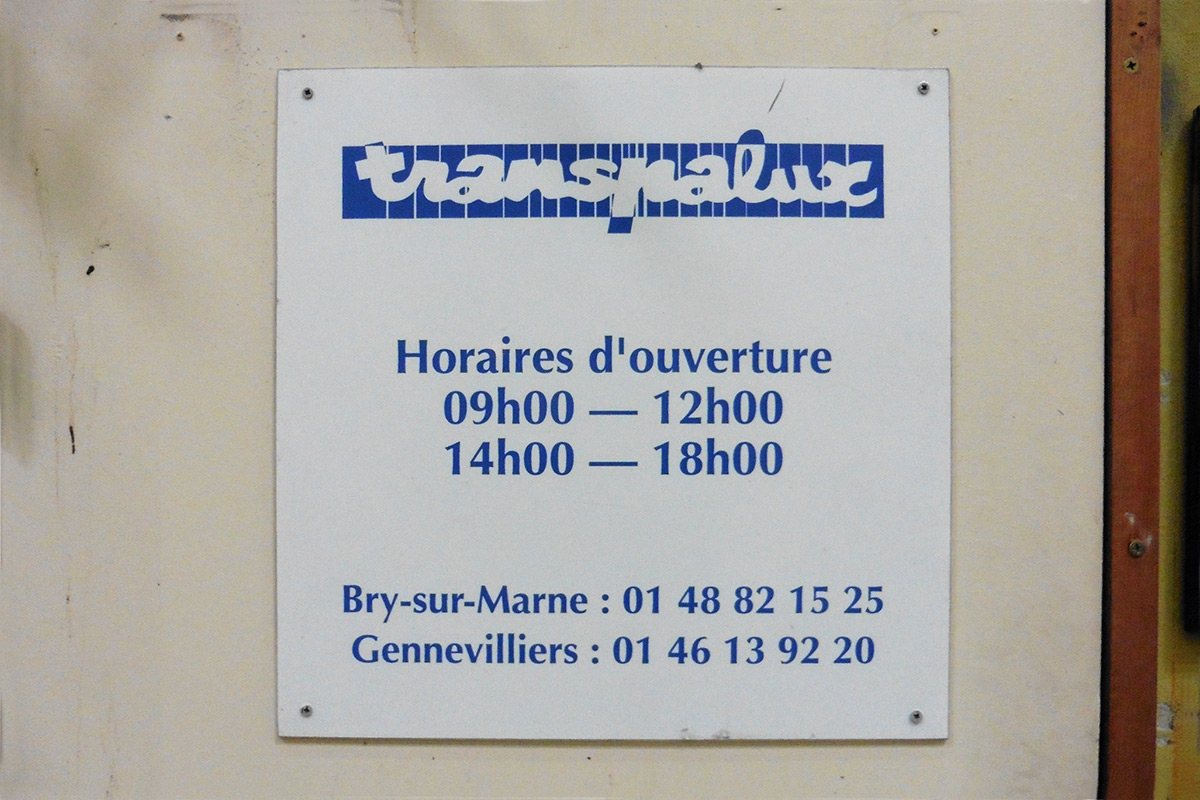 transpalux
Horaires d'ouverture
09h00 — 12h00
14h00 — 18h00
Bry-sur-Marne : 01 48 82 15 25
Gennevilliers : 01 46 13 92 20